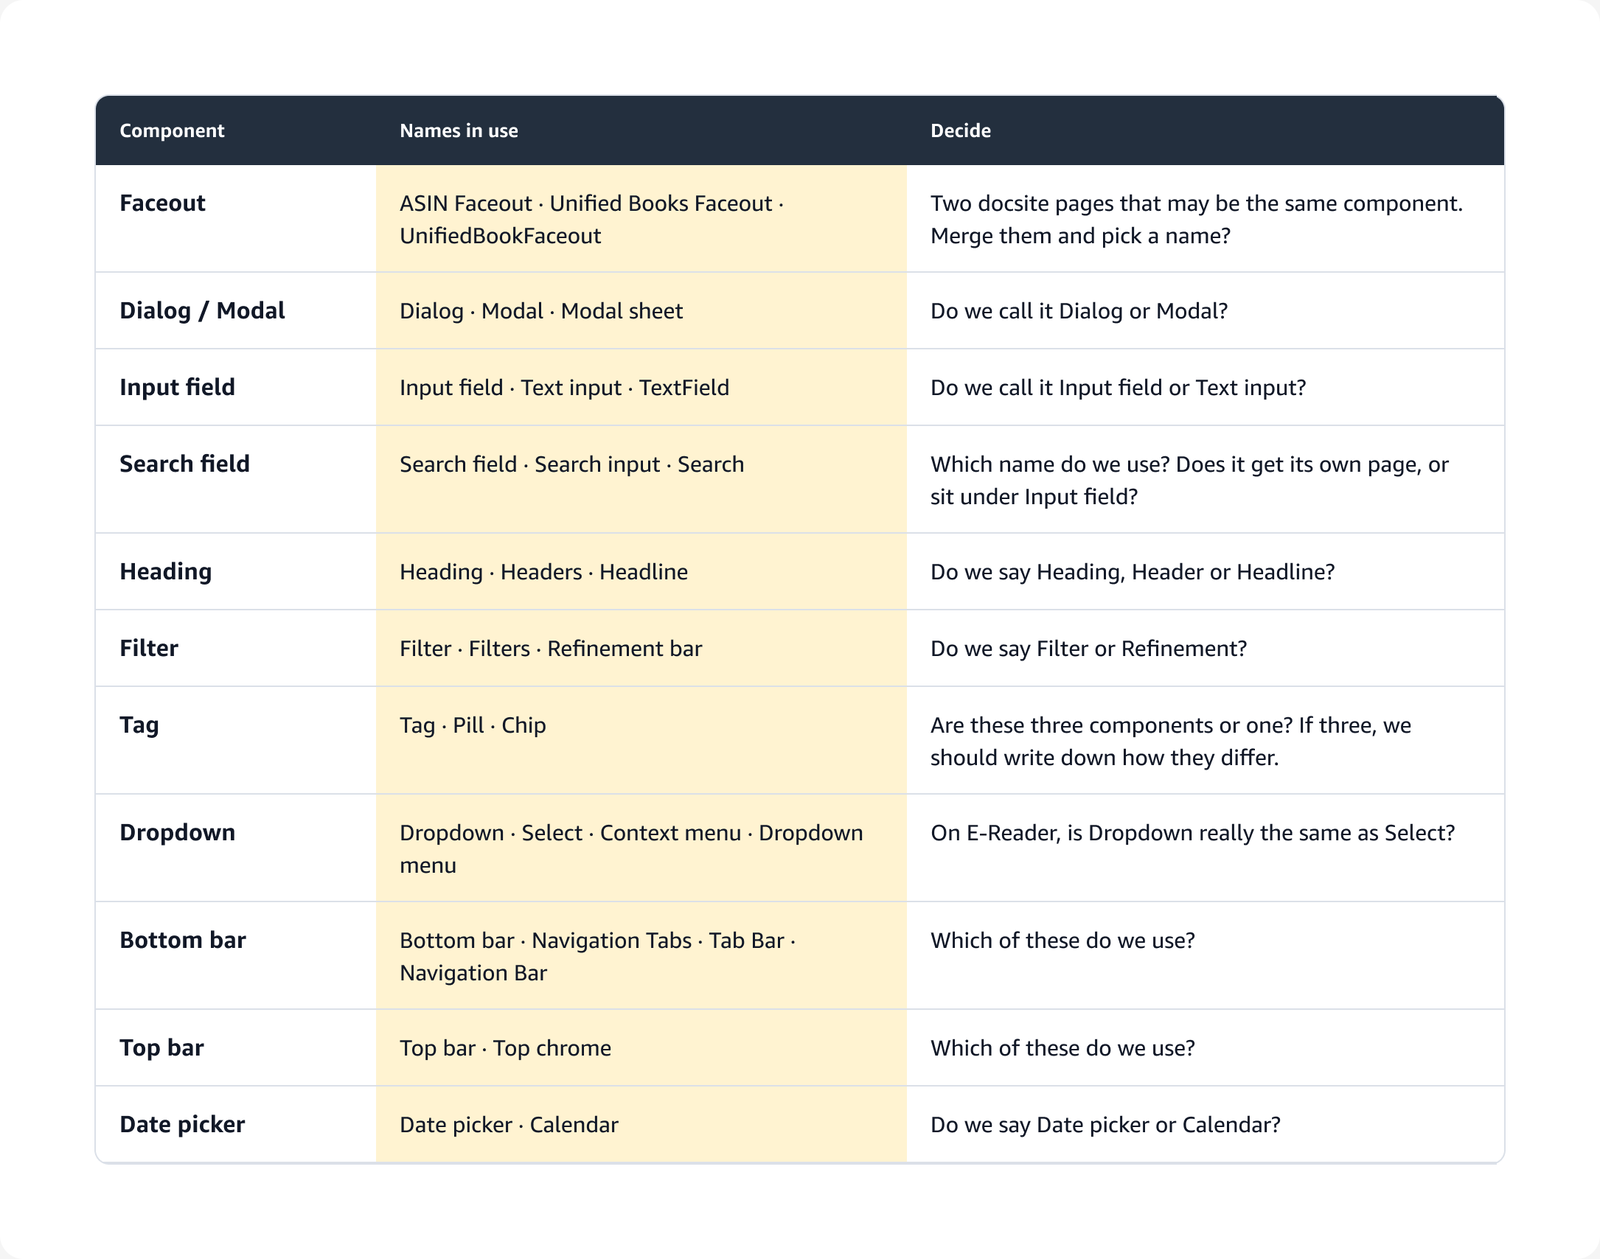 Component Names in use Decide
Faceout
ASIN Faceout · Unified Books Faceout ·
UnifiedBookFaceout
Two docsite pages that may be the same component.
Merge them and pick a name?
Dialog / Modal
Dialog · Modal · Modal sheet
Do we call it Dialog or Modal?
Input field
Input field · Text input · TextField
Do we call it Input field or Text input?
Search field
Search field · Search input · Search
Which name do we use? Does it get its own page, or
sit under Input field?
Heading
Heading · Headers · Headline
Do we say Heading, Header or Headline?
Filter
Filter · Filters · Refinement bar
Do we say Filter or Refinement?
Tag
Tag · Pill · Chip
Are these three components or one? If three, we
should write down how they differ.
Dropdown
Dropdown · Select · Context menu · Dropdown
menu
On E-Reader, is Dropdown really the same as Select?
Bottom bar
Bottom bar · Navigation Tabs · Tab Bar ·
Navigation Bar
Which of these do we use?
Top bar
Top bar · Top chrome
Which of these do we use?
Date picker
Date picker · Calendar
Do we say Date picker or Calendar?